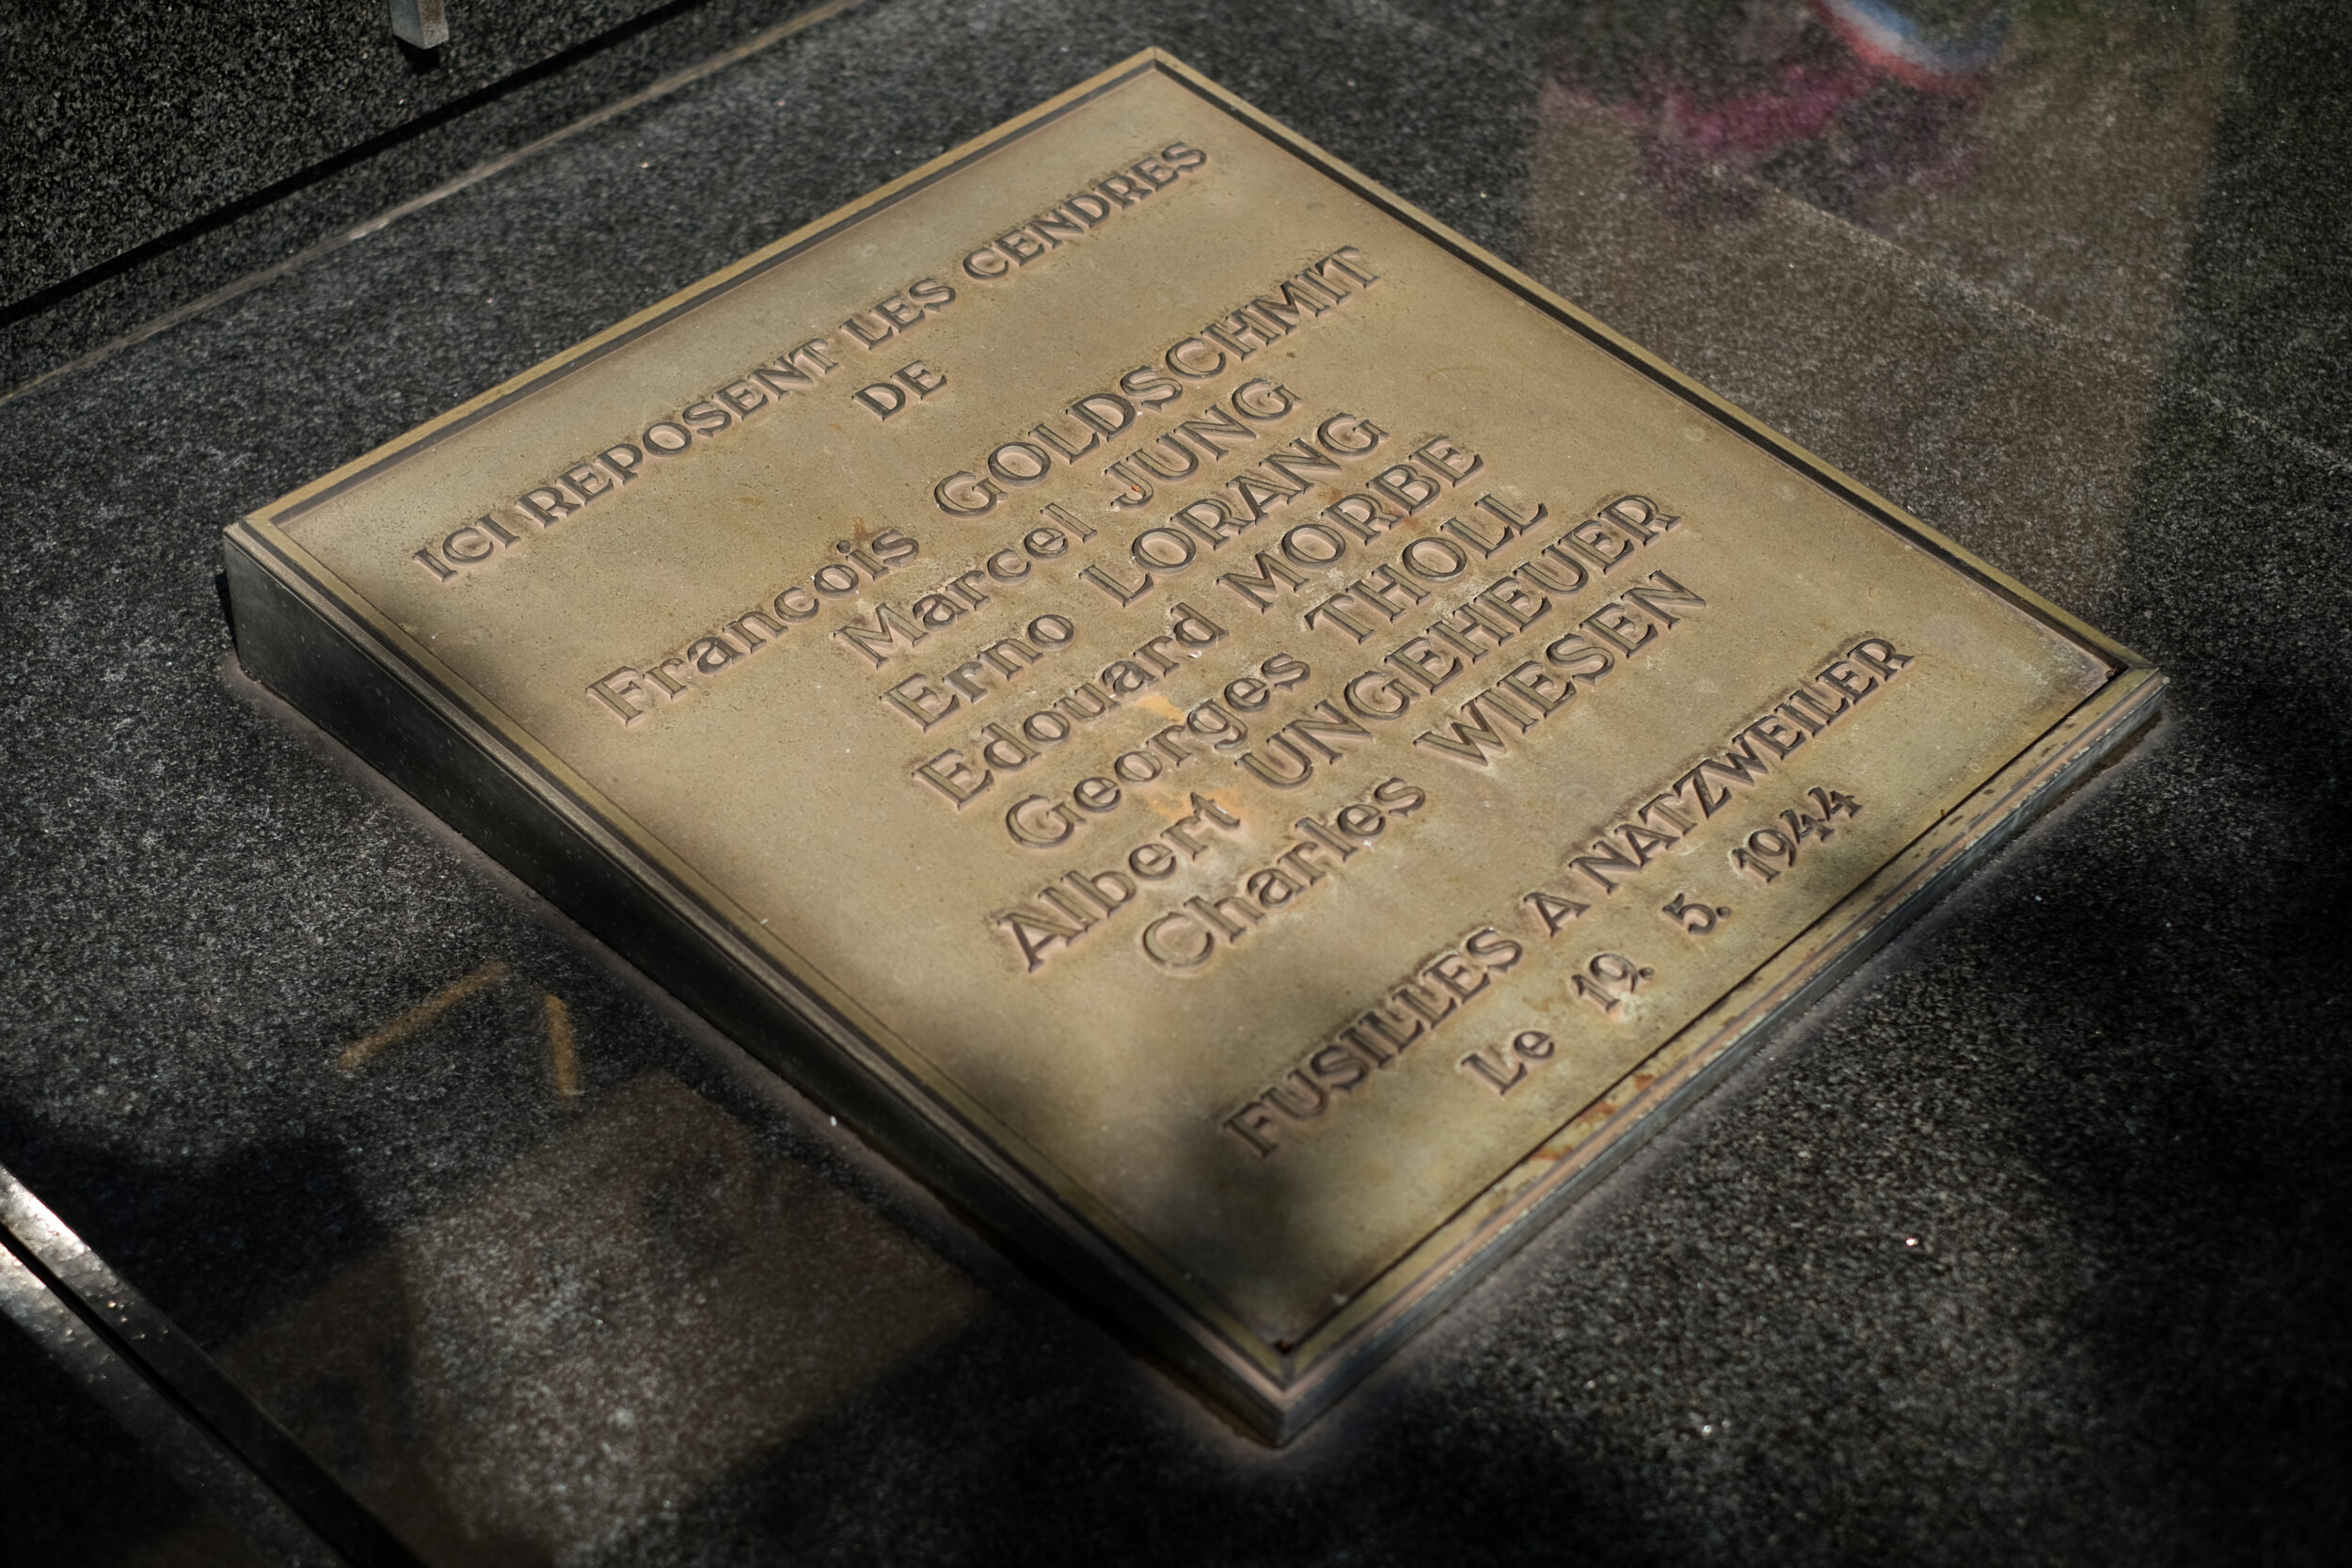 ICI REPOSENT LES CENDRES
DE
Francois GOLDSCHMIT
Marcel JUNG
Erno LORANG
Edouard MORBE
Georges THOLL
Albert UNGEHEUER
Charles WIESEN
FUSILLES A NATZWEILER
Le 19. 5. 1944